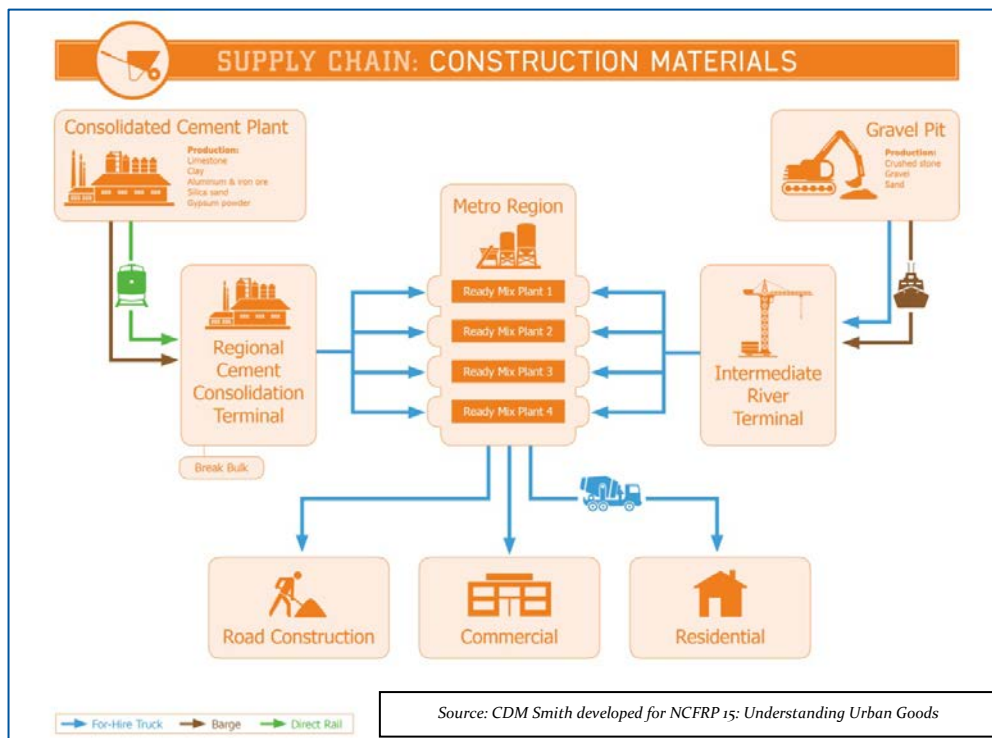 SUPPLY CHAIN: CONSTRUCTION MATERIALS
Consolidated Cement Plant
Production:
Limestone
Clay
Aluminum & iron ore
Silica sand
Gypsum powder
Gravel Pit
Production:
Crushed stone
Gravel
Sand
Metro Region
Ready Mix Plant 1
Ready Mix Plant 2
Ready Mix Plant 3
Ready Mix Plant 4
Regional
Cement
Consolidation
Terminal
Break Bulk
Intermediate
River
Terminal
Road Construction
Commercial
Residential
For-Hire Truck
Barge
Direct Rail
Source: CDM Smith developed for NCFRP 15: Understanding Urban Goods